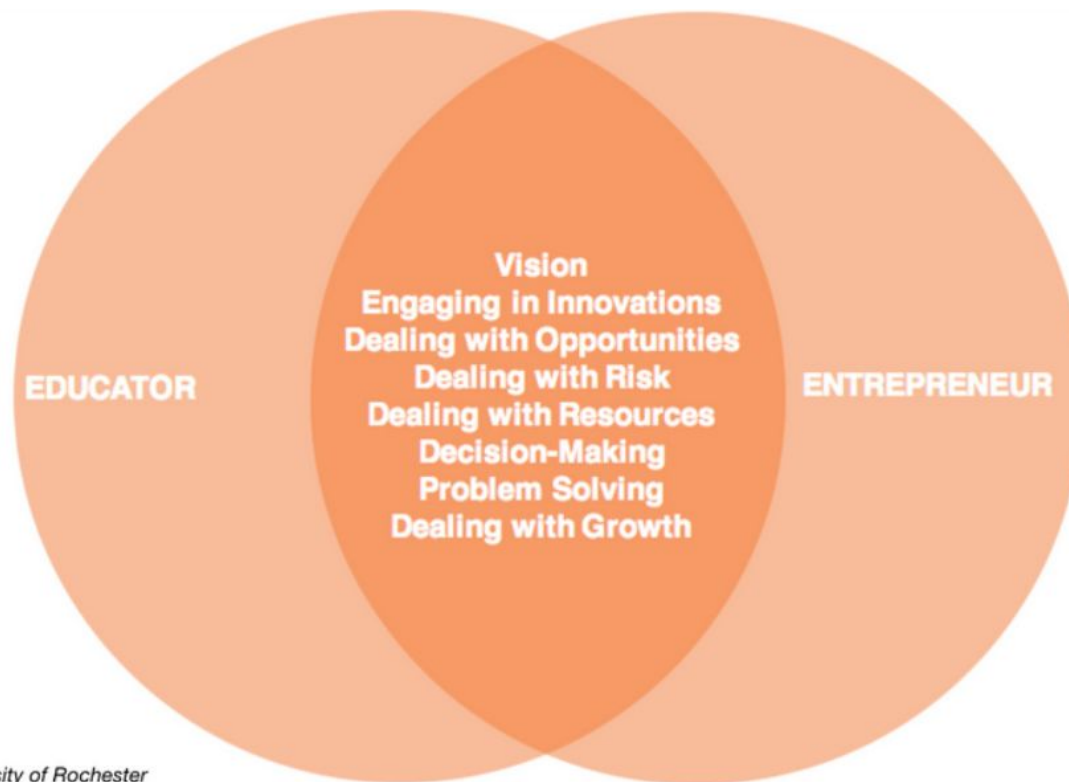 Vision
Engaging in Innovations
Dealing with Opportunities
Dealing with Risk
EDUCATOR
ENTREPRENEUR
Dealing with Resources
Decision-Making
Problem Solving
Dealing with Growth
of Rochester